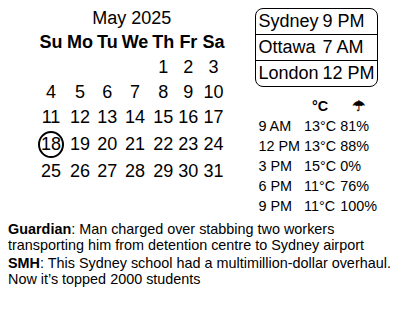 May 2025
Su Mo Tu We Th Fr Sa
1 2 3
4 5 6 7 8 9 10
11 12 13 14 15 16 17
18 19 20 21 22 23 24
25 26 27 28 29 30 31
Sydney 9 PM
Ottawa 7 AM
London 12 PM
°C ☂
9 AM 13°C 81%
12 PM 13°C 88%
3 PM 15°C 0%
6 PM 11°C 76%
9 PM 11°C 100%
Guardian: Man charged over stabbing two workers
transporting him from detention centre to Sydney airport
SMH: This Sydney school had a multimillion-dollar overhaul.
Now it's topped 2000 students